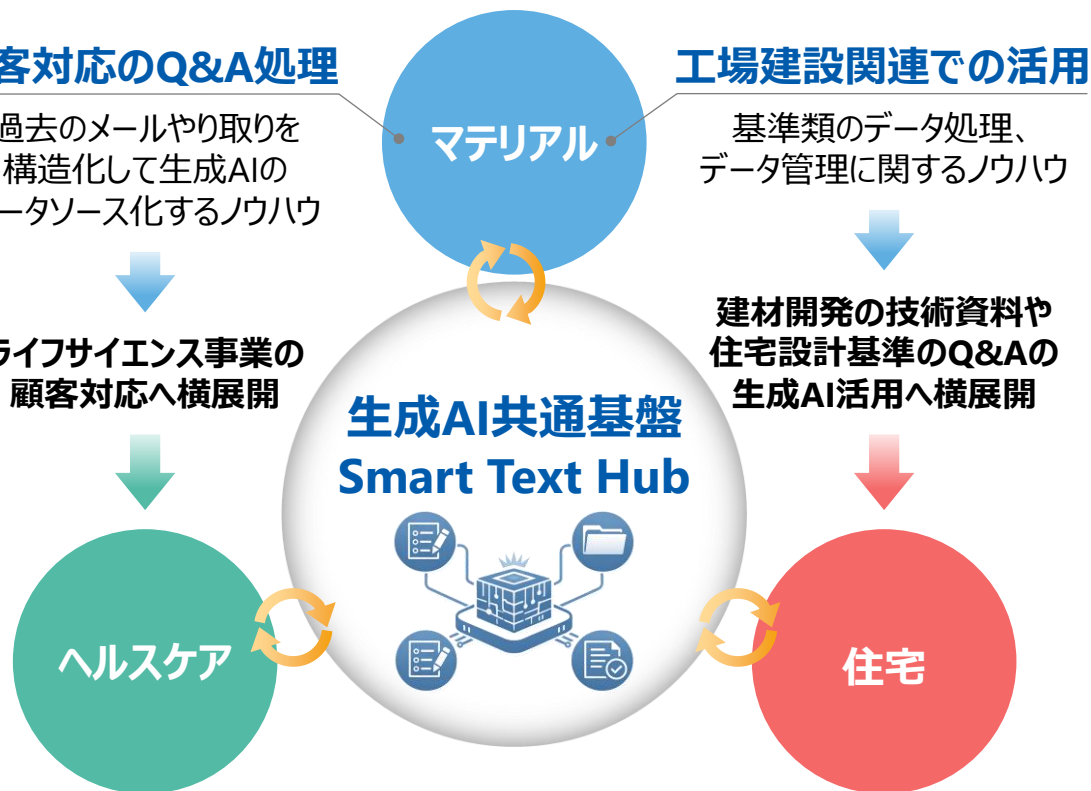 客対応のQ&A処理
過去のメールやり取りを
構造化して生成AIの
ータソース化するノウハウ
ライフサイエンス事業の
顧客対応へ横展開
マテリアル
工場建設関連での活用
基準類のデータ処理、
データ管理に関するノウハウ
建材開発の技術資料や
住宅設計基準のQ&Aの
生成AI活用へ横展開
生成AI共通基盤
Smart Text Hub
ヘルスケア
住宅